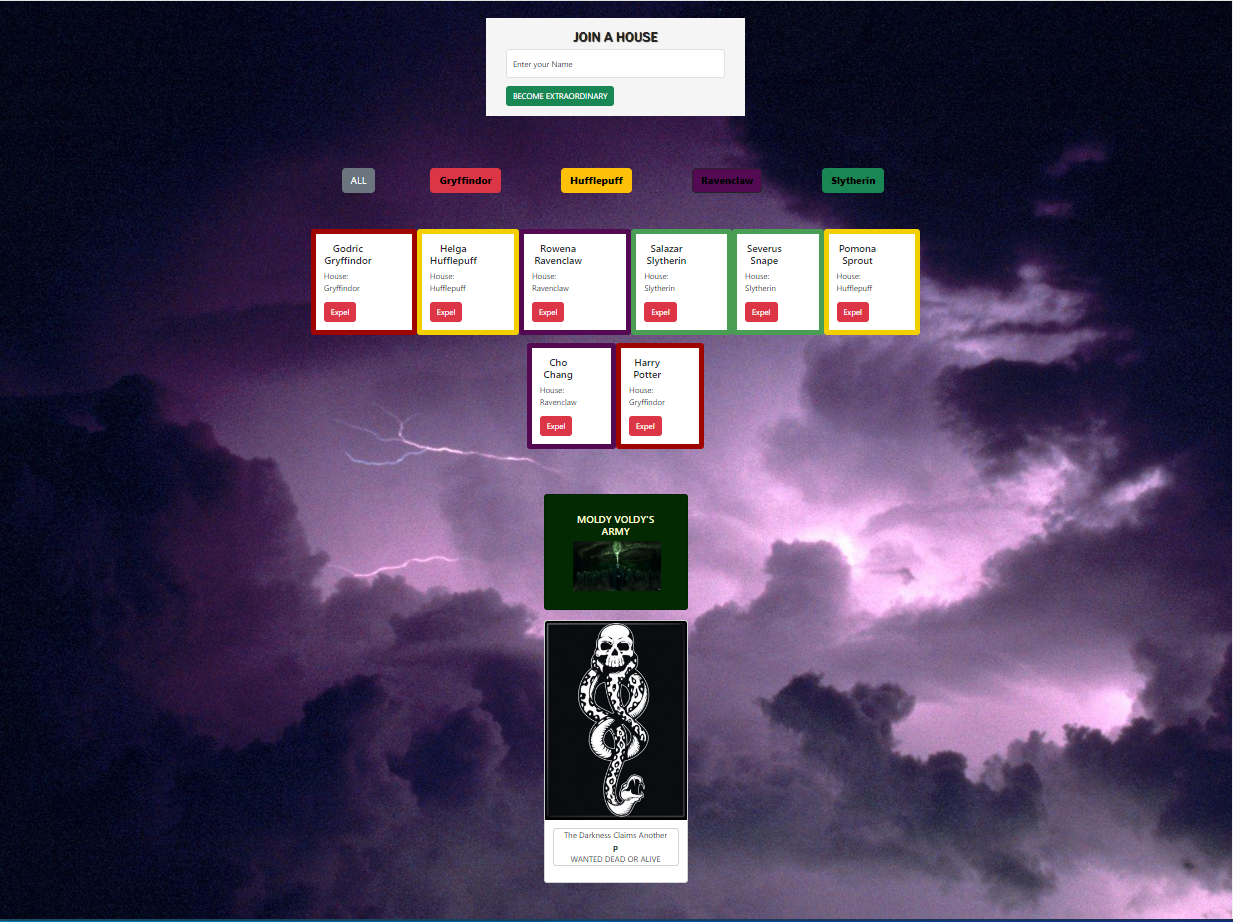 JOIN A HOUSE
Enter your Name
BECOME EXTRAORDINARY
ALL
Gryffindor
Hufflepuff
Ravenclaw
Slytherin
Godric
Gryffindor
House:
Gryffindor
Expel
Helga
Hufflepuff
House:
Hufflepuff
Expel
Rowena
Ravenclaw
House:
Ravenclaw
Expel
Salazar
Slytherin
House:
Slytherin
Expel
Severus
Snape
House:
Slytherin
Expel
Pomona
Sprout
House:
Hufflepuff
Expel
Cho
Chang
House:
Ravenclaw
Expel
Harry
Potter
House:
Gryffindor
Expel
MOLDY VOLDY'S
ARMY
The Darkness Claims Another
P
WANTED DEAD OR ALIVE